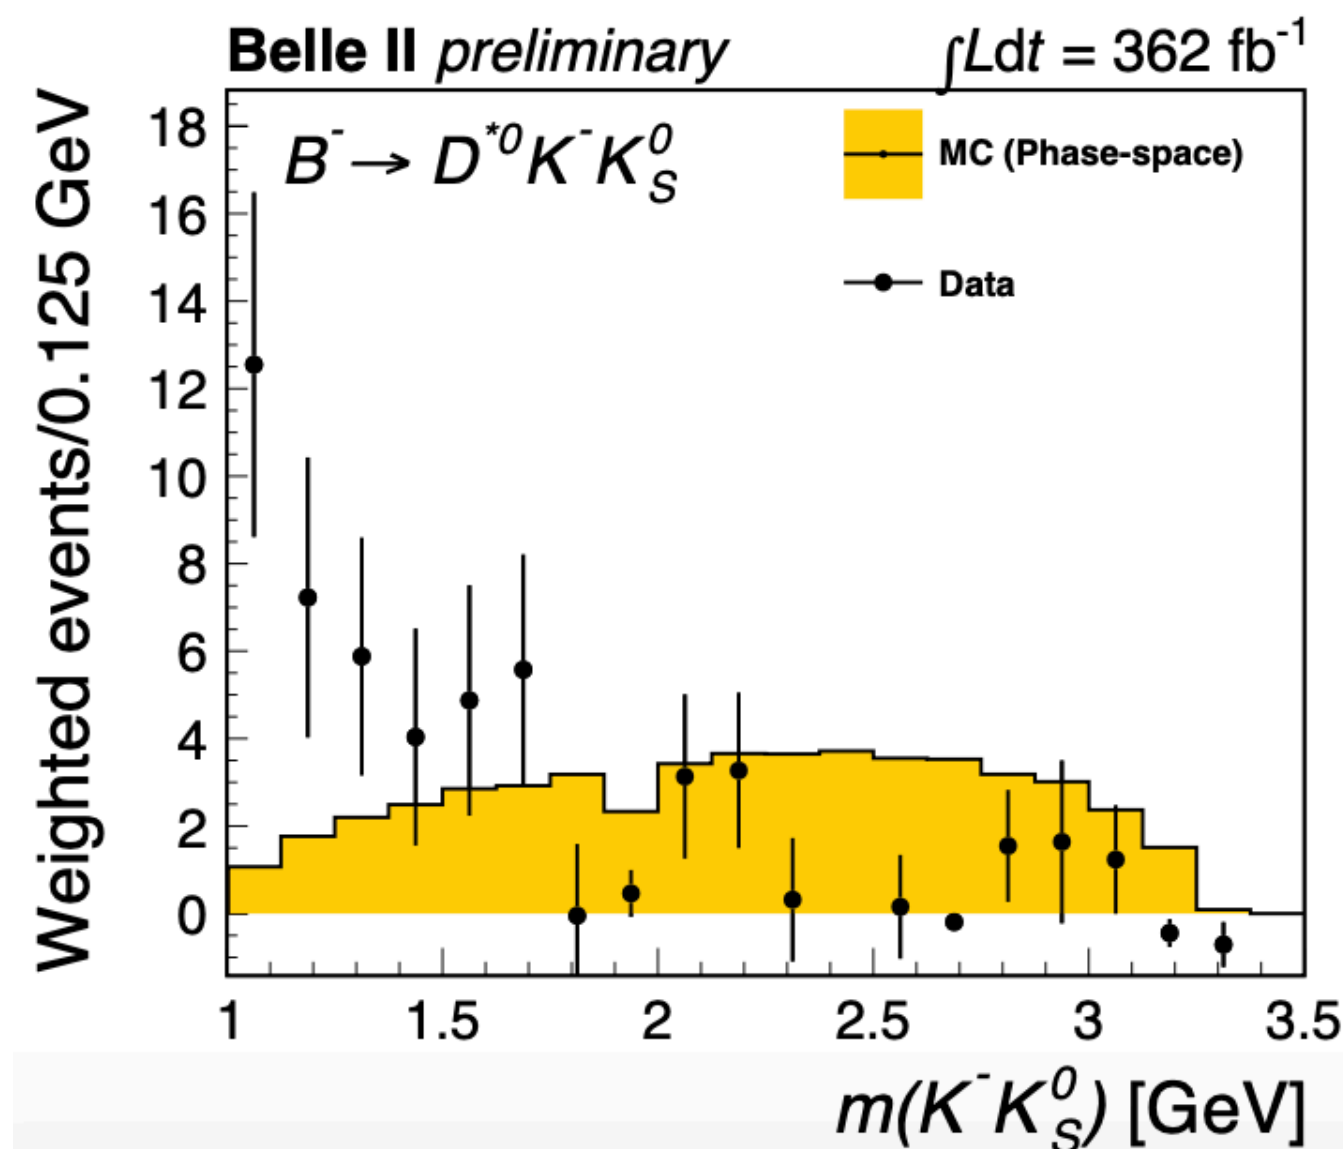 Belle II preliminary
∫Ldt = 362 fb⁻¹
B⁻ → D*⁰K⁻K⁰S
MC (Phase-space)
Data
Weighted events/0.125 GeV
18
16
14
12
10
8
6
4
2
0
1 1.5 2 2.5 3 3.5
m(K⁻K⁰S) [GeV]